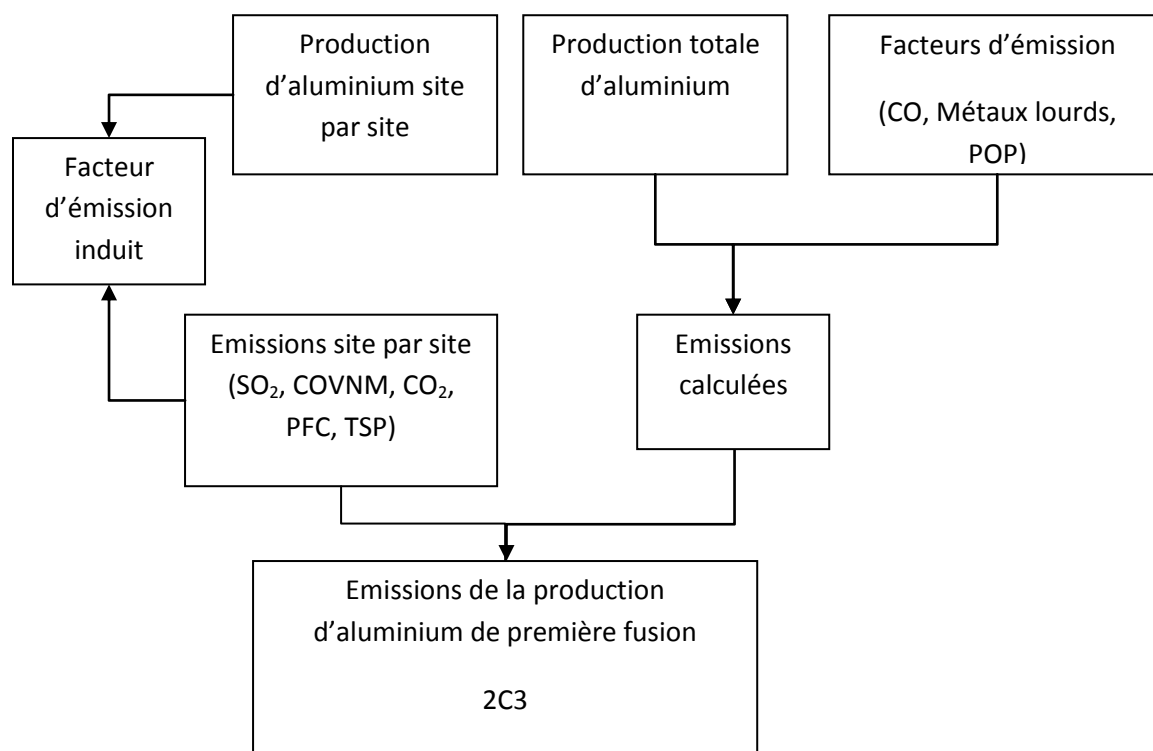 Production
d’aluminium site
par site
Production totale
d’aluminium
Facteurs d’émission
(CO, Métaux lourds,
POP)
Facteur
d’émission
induit
Emissions site par site
(SO₂, COVNM, CO₂,
PFC, TSP)
Emissions
calculées
Emissions de la production
d’aluminium de première fusion
2C3